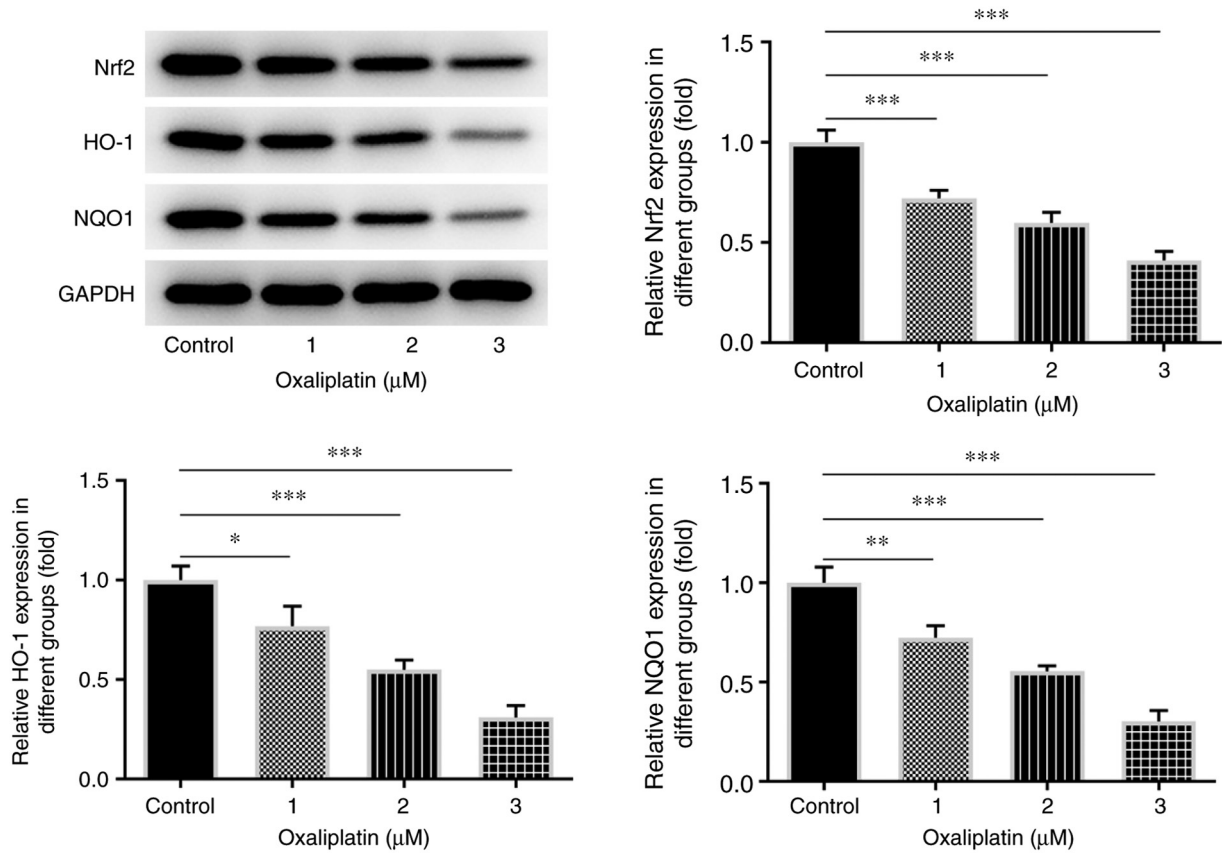 Nrf2
HO-1
NQO1
GAPDH
Control 1 2 3
Oxaliplatin (μM)
***
***
***
Relative Nrf2 expression in
different groups (fold)
1.5
1.0
0.5
0.0
Control 1 2 3
Oxaliplatin (μM)
***
***
*
Relative HO-1 expression in
different groups (fold)
1.5
1.0
0.5
0.0
Control 1 2 3
Oxaliplatin (μM)
***
***
**
Relative NQO1 expression in
different groups (fold)
1.5
1.0
0.5
0.0
Control 1 2 3
Oxaliplatin (μM)